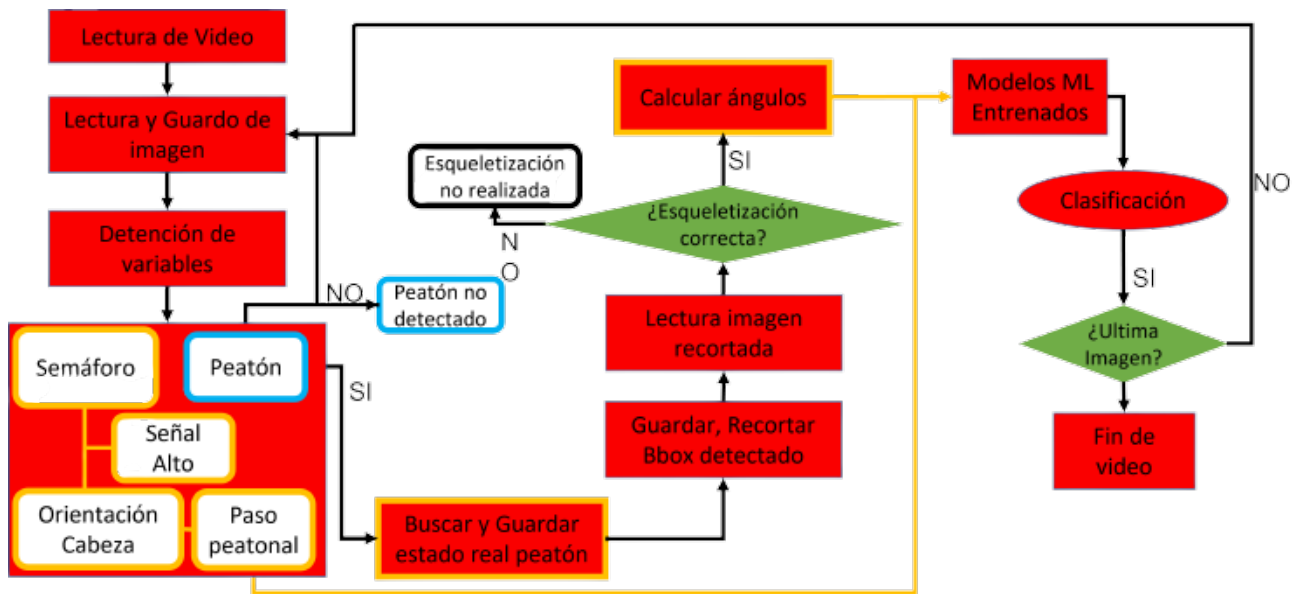 Lectura de Video
Lectura y Guardo de
imagen
Detención de
variables
Semáforo
Peatón
Señal
Alto
Orientación
Cabeza
Paso
peatonal
NO
Peatón no
detectado
SI
Buscar y Guardar
estado real peatón
Guardar, Recortar
Bbox detectado
Lectura imagen
recortada
¿Esqueletización
correcta?
N
O
Esqueletización
no realizada
SI
Calcular ángulos
Modelos ML
Entrenados
Clasificación
SI
¿Ultima
Imagen?
NO
Fin de
video